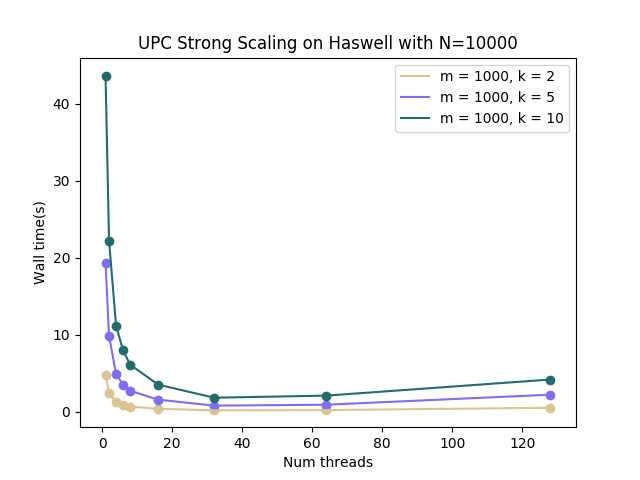 UPC Strong Scaling on Haswell with N=10000
m = 1000, k = 2
m = 1000, k = 5
m = 1000, k = 10
Wall time(s)
40
30
20
10
0
0 20 40 60 80 100 120
Num threads